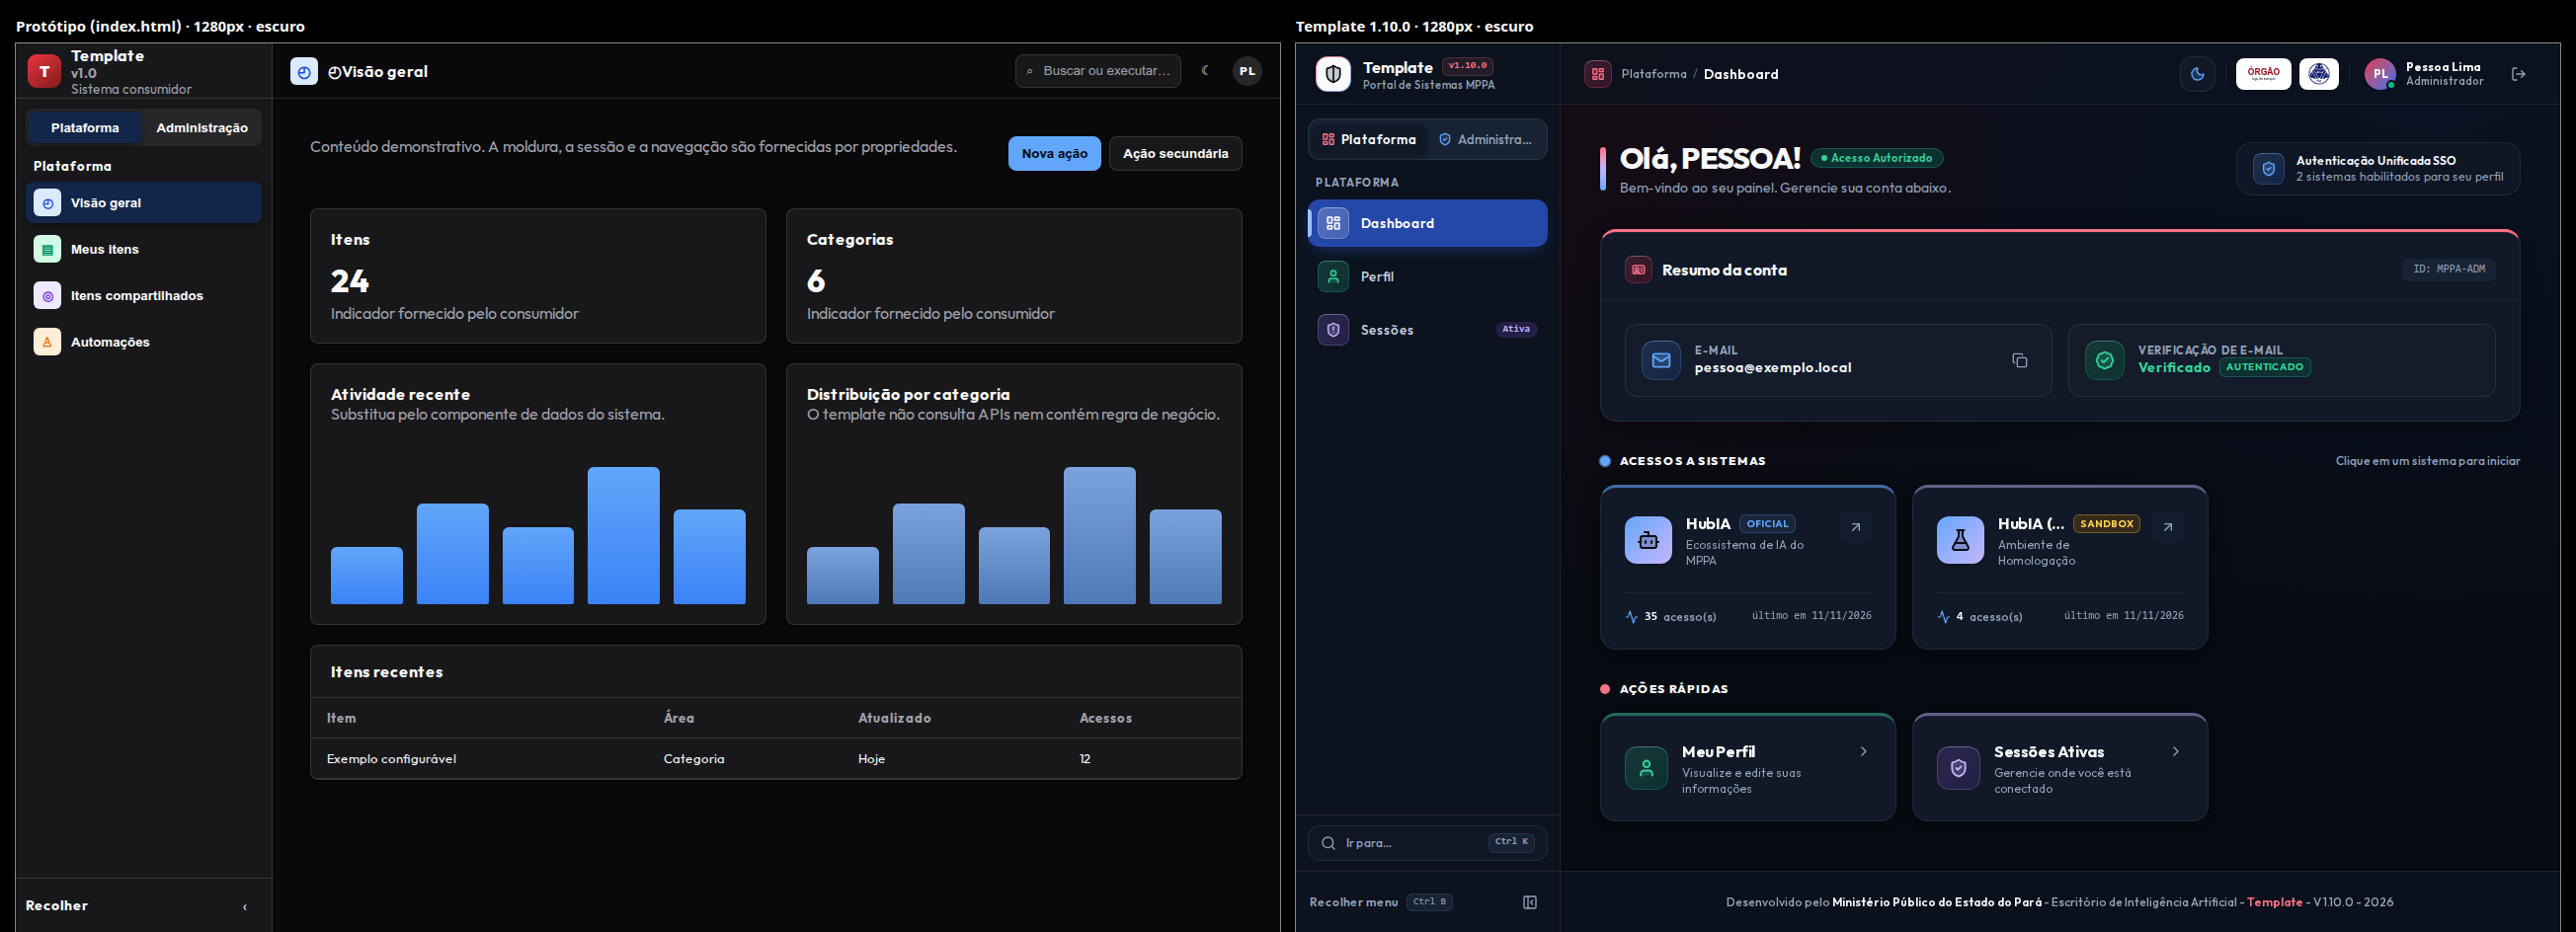 Protótipo (index.html) · 1280px · escuro
T
Template
v1.0
Sistema consumidor
Visão geral
Buscar ou executar...
PL
Plataforma
Administração
Plataforma
Visão geral
Meus itens
Itens compartilhados
Automações
Recolher
Conteúdo demonstrativo. A moldura, a sessão e a navegação são fornecidas por propriedades.
Nova ação
Ação secundária
Itens
24
Indicador fornecido pelo consumidor
Categorias
6
Indicador fornecido pelo consumidor
Atividade recente
Substitua pelo componente de dados do sistema.
Distribuição por categoria
O template não consulta APIs nem contém regra de negócio.
Itens recentes
Item Área Atualizado Acessos
Exemplo configurável Categoria Hoje 12
Template 1.10.0 · 1280px · escuro
Template v1.10.0
Portal de Sistemas MPPA
Plataforma / Dashboard
ÓRGÃO
PL
Pessoa Lima
Administrador
Plataforma
Administra...
PLATAFORMA
Dashboard
Perfil
Sessões Ativa
Ir para... Ctrl K
Recolher menu Ctrl B
Olá, PESSOA! Acesso Autorizado
Bem-vindo ao seu painel. Gerencie sua conta abaixo.
Autenticação Unificada SSO
2 sistemas habilitados para seu perfil
Resumo da conta
ID: MPPA-ADM
E-MAIL
pessoa@exemplo.local
VERIFICAÇÃO DE E-MAIL
Verificado AUTENTICADO
ACESSOS A SISTEMAS
Clique em um sistema para iniciar
HubIA OFICIAL
Ecossistema de IA do
MPPA
35 acesso(s) último em 11/11/2026
HubIA (... SANDBOX
Ambiente de
Homologação
4 acesso(s) último em 11/11/2026
AÇÕES RÁPIDAS
Meu Perfil
Visualize e edite suas
informações
Sessões Ativas
Gerencie onde você está
conectado
Desenvolvido pelo Ministério Público do Estado do Pará - Escritório de Inteligência Artificial - Template - V1.10.0 - 2026